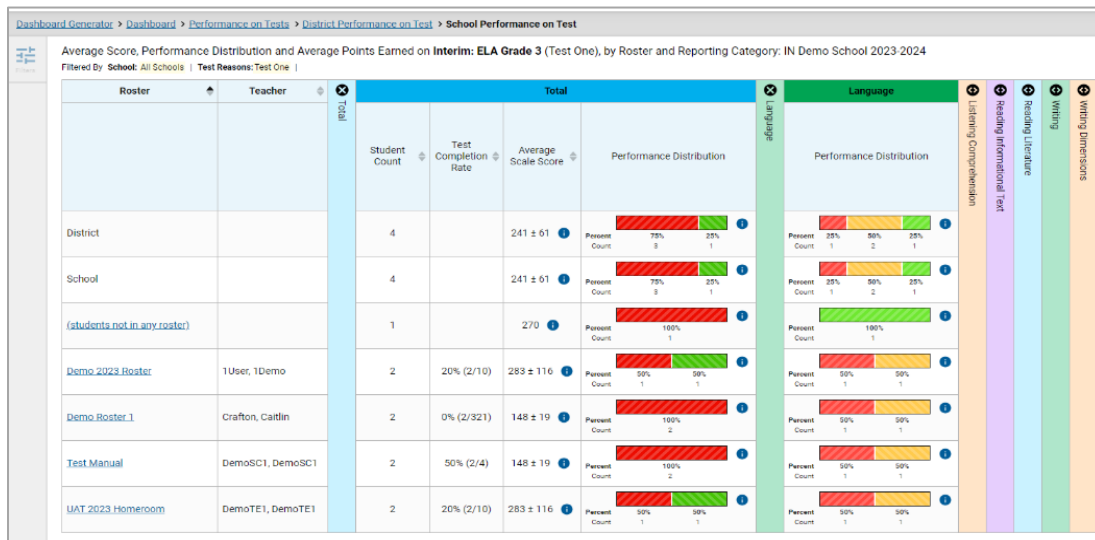 Dashboard Generator > Dashboard > Performance on Tests > District Performance on Test > School Performance on Test
Average Score, Performance Distribution and Average Points Earned on Interim: ELA Grade 3 (Test One), by Roster and Reporting Category: IN Demo School 2023-2024
Filtered By School: All Schools | Test Reasons: Test One |
Roster Teacher Total Total Language Language Listening Comprehension Reading Informational Text Reading Literature Writing Writing Dimensions
Student Count Test Completion Rate Average Scale Score Performance Distribution Performance Distribution
District 4 241 ± 61
Percent 75% 25% Percent 25% 50% 25%
Count 3 1 Count 1 2 1
School 4 241 ± 61
Percent 75% 25% Percent 25% 50% 25%
Count 3 1 Count 1 2 1
(students not in any roster) 1 270
Percent 100% Percent 100%
Count 1 Count 1
Demo 2023 Roster 1User, 1Demo 2 20% (2/10) 283 ± 116
Percent 50% 50% Percent 50% 50%
Count 1 1 Count 1 1
Demo Roster 1 Crafton, Caitlin 2 0% (2/321) 148 ± 19
Percent 100% Percent 50% 50%
Count 2 Count 1 1
Test Manual DemoSC1, DemoSC1 2 50% (2/4) 148 ± 19
Percent 100% Percent 50% 50%
Count 2 Count 1 1
UAT 2023 Homeroom DemoTE1, DemoTE1 2 20% (2/10) 283 ± 116
Percent 50% 50% Percent 50% 50%
Count 1 1 Count 1 1